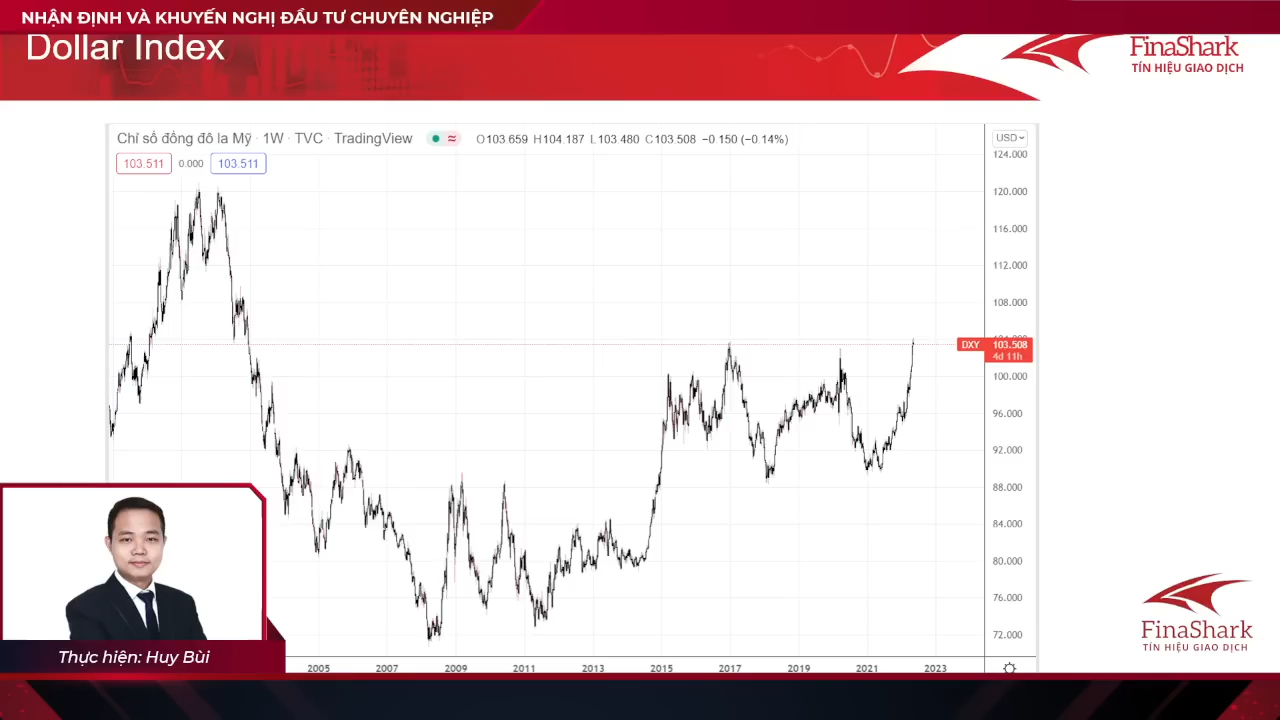 NHẬN ĐỊNH VÀ KHUYẾN NGHỊ ĐẦU TƯ CHUYÊN NGHIỆP
Dollar Index
FinaShark
TÍN HIỆU GIAO DỊCH
Chỉ số đồng đô la Mỹ · 1W · TVC · TradingView
≈ O103.659 H104.187 L103.480 C103.508 −0.150 (−0.14%)
USD
103.511 0.000 103.511
124.000
120.000
116.000
112.000
108.000
DXY 103.508
4d 11h
100.000
96.000
92.000
88.000
84.000
80.000
76.000
72.000
2005 2007 2009 2011 2013 2015 2017 2019 2021 2023
Thực hiện: Huy Bùi
FinaShark
TÍN HIỆU GIAO DỊCH